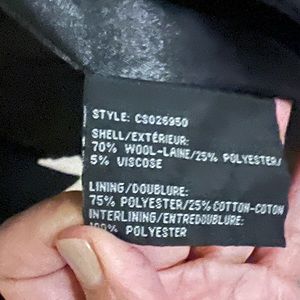 STYLE: CS026950
SHELL/EXTÉRIEUR:
70% WOOL-LAINE/25% POLYESTER/
5% VISCOSE
LINING/DOUBLURE:
75% POLYESTER/25% COTTON-COTON
INTERLINING/ENTREDOUBLURE:
100% POLYESTER